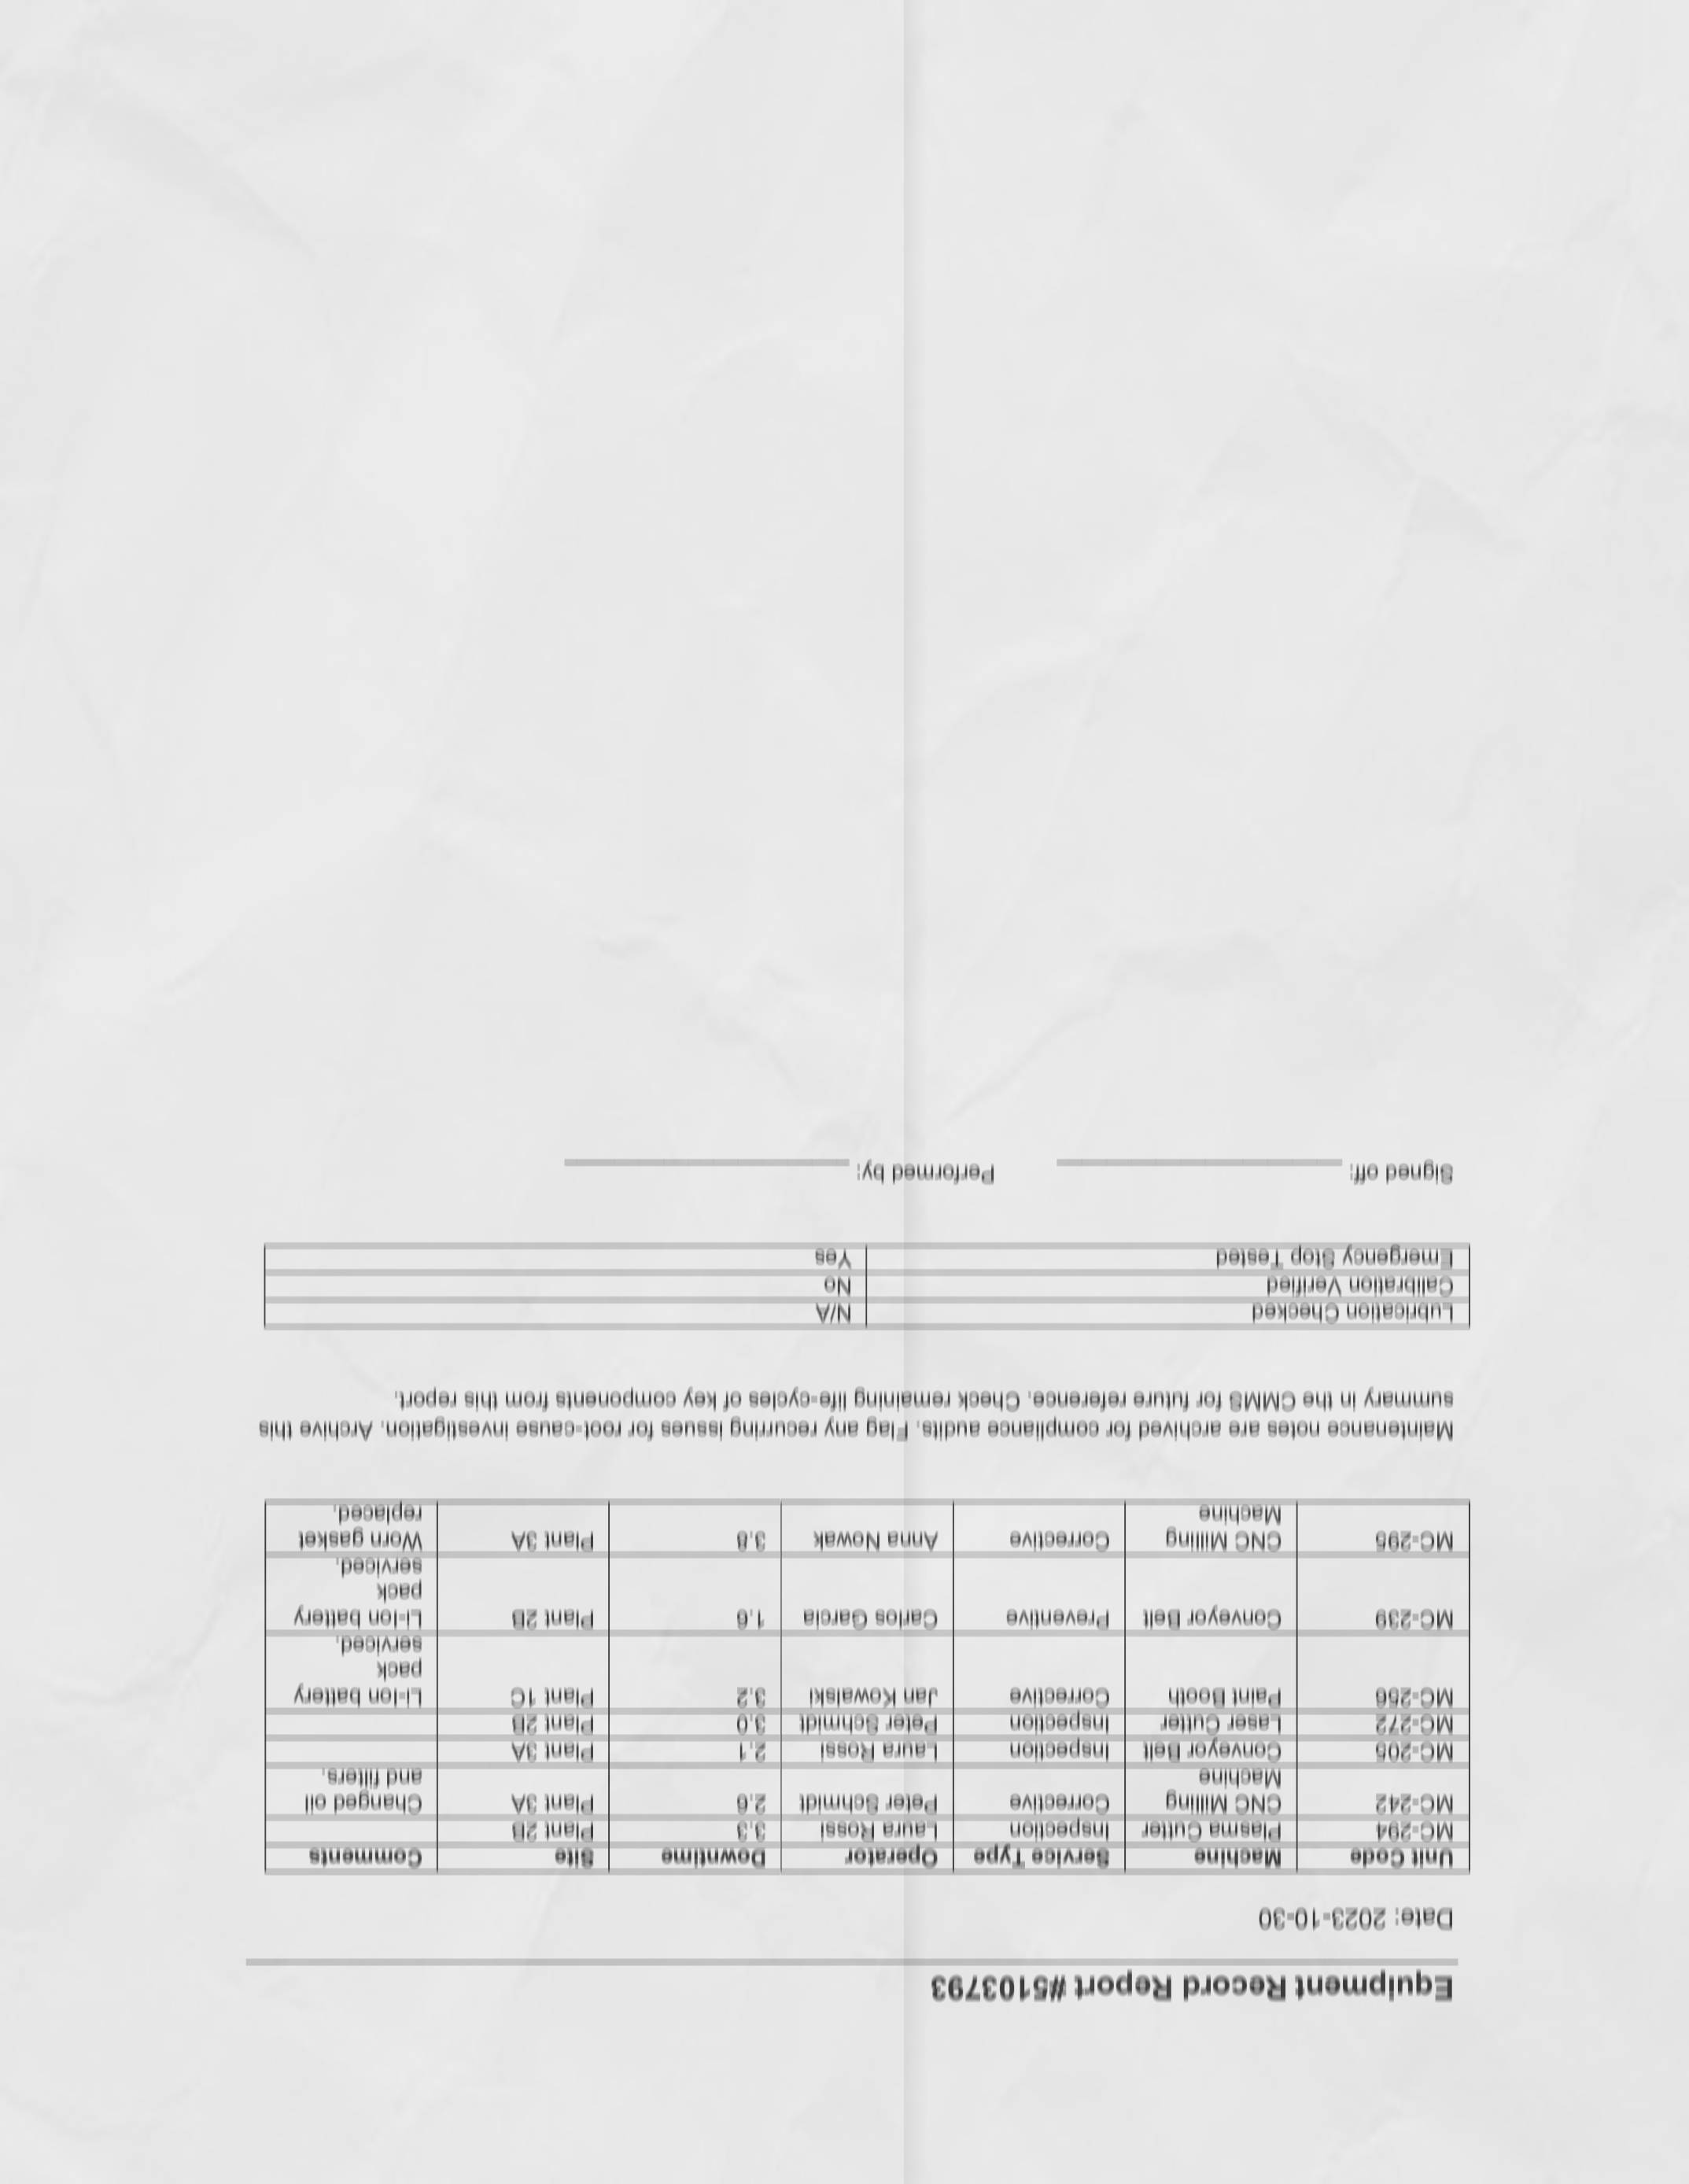 Equipment Record Report #5103793
Date: 2023-10-30
Unit Code Machine Service Type Operator Downtime Site Comments
MC-294 Plasma Cutter Inspection Laura Rossi 3.3 Plant 2B
MC-242 CNC Milling Corrective Peter Schmidt 2.6 Plant 3A Changed oil
Machine and filters.
MC-205 Conveyor Belt Inspection Laura Rossi 2.1 Plant 3A
MC-272 Laser Cutter Inspection Peter Schmidt 3.0 Plant 2B
MC-256 Paint Booth Corrective Jan Kowalski 3.2 Plant 1C Li-Ion battery
pack
serviced.
MC-239 Conveyor Belt Preventive Carlos Garcia 1.6 Plant 2B Li-Ion battery
pack
serviced.
MC-295 CNC Milling Corrective Anna Nowak 3.8 Plant 3A Worn gasket
Machine replaced.
Maintenance notes are archived for compliance audits. Flag any recurring issues for root-cause investigation. Archive this
summary in the CMMS for future reference. Check remaining life-cycles of key components from this report.
Lubrication Checked N/A
Calibration Verified No
Emergency Stop Tested Yes
Signed off: Performed by: